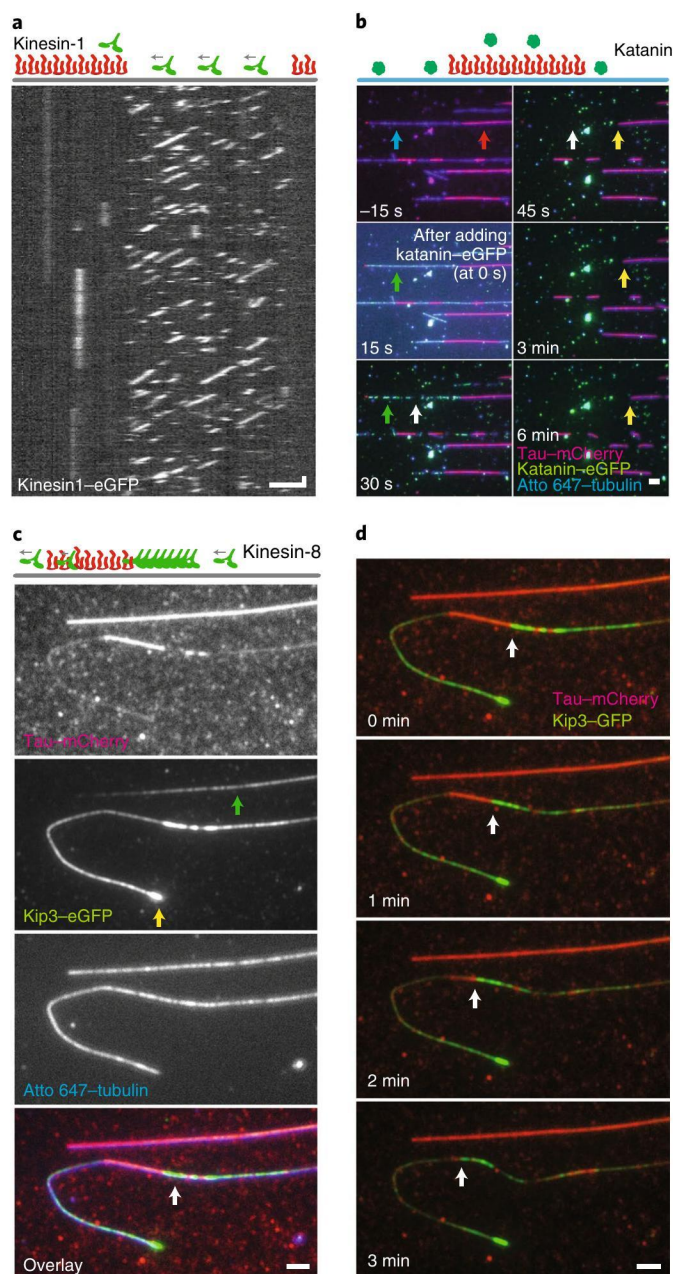 a
Kinesin-1
Kinesin1–eGFP
b
Katanin
–15 s
45 s
After adding
katanin–eGFP
(at 0 s)
15 s
3 min
30 s
6 min
Tau–mCherry
Katanin–eGFP
Atto 647–tubulin
c
Kinesin-8
Tau–mCherry
Kip3–eGFP
Atto 647–tubulin
Overlay
d
Tau–mCherry
Kip3–GFP
0 min
1 min
2 min
3 min